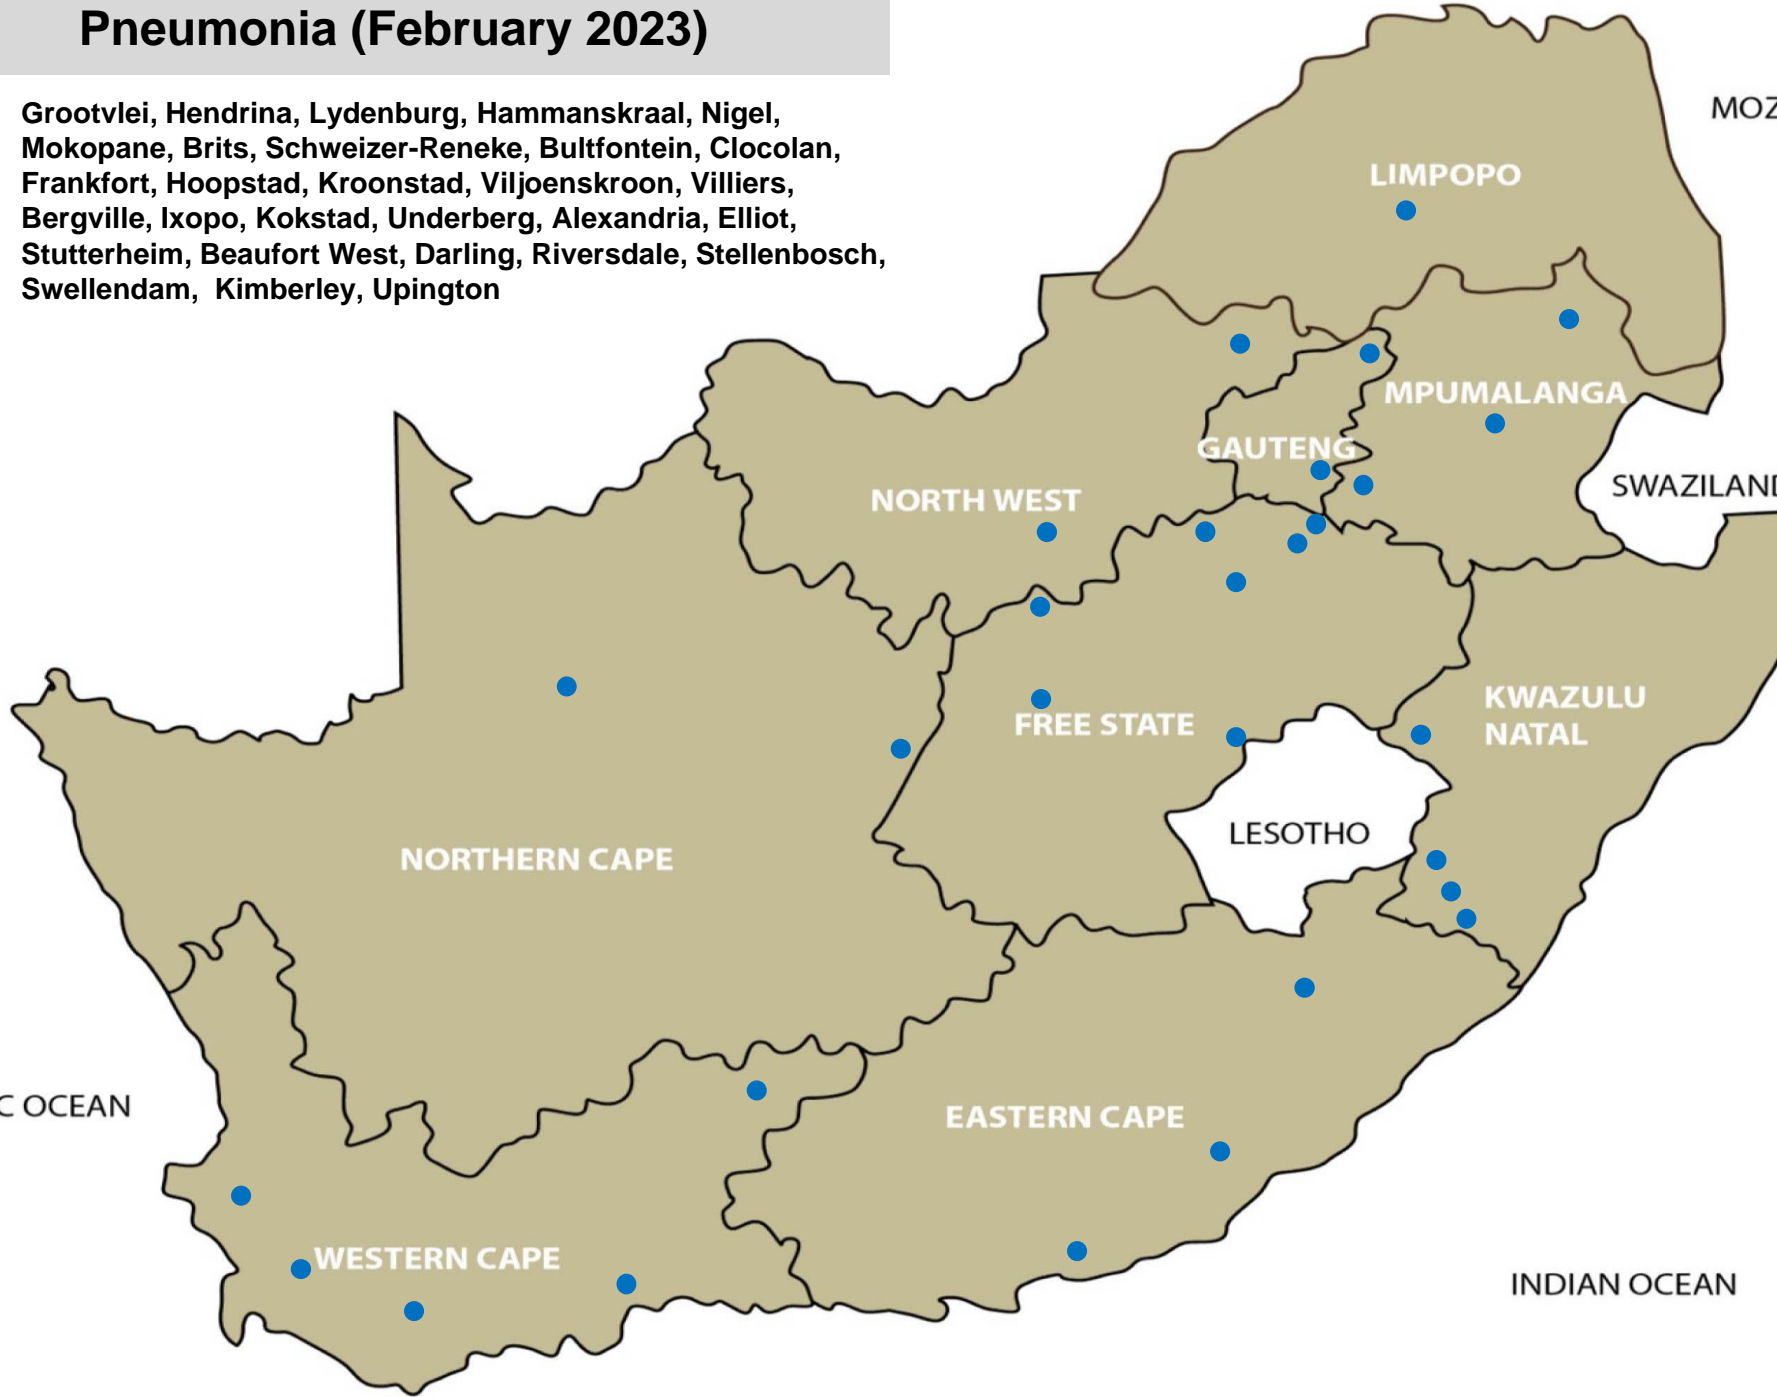 Pneumonia (February 2023)
Grootvlei, Hendrina, Lydenburg, Hammanskraal, Nigel,
Mokopane, Brits, Schweizer-Reneke, Bultfontein, Clocolan,
Frankfort, Hoopstad, Kroonstad, Viljoenskroon, Villiers,
Bergville, Ixopo, Kokstad, Underberg, Alexandria, Elliot,
Stutterheim, Beaufort West, Darling, Riversdale, Stellenbosch,
Swellendam,  Kimberley, Upington
MOZ
LIMPOPO
MPUMALANGA
GAUTENG
SWAZILAND
NORTH WEST
KWAZULU
NATAL
FREE STATE
LESOTHO
NORTHERN CAPE
C OCEAN
EASTERN CAPE
WESTERN CAPE
INDIAN OCEAN